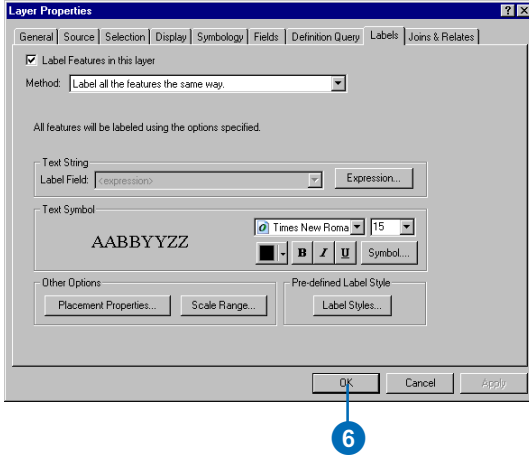 Layer Properties
General Source Selection Display Symbology Fields Definition Query Labels Joins & Relates
Label Features in this layer
Method: Label all the features the same way.
All features will be labeled using the options specified.
Text String
Label Field: <expression> Expression...
Text Symbol
AABBYYZZ
Times New Roma 15
B I U Symbol...
Other Options Pre-defined Label Style
Placement Properties... Scale Range... Label Styles...
OK Cancel Apply
6